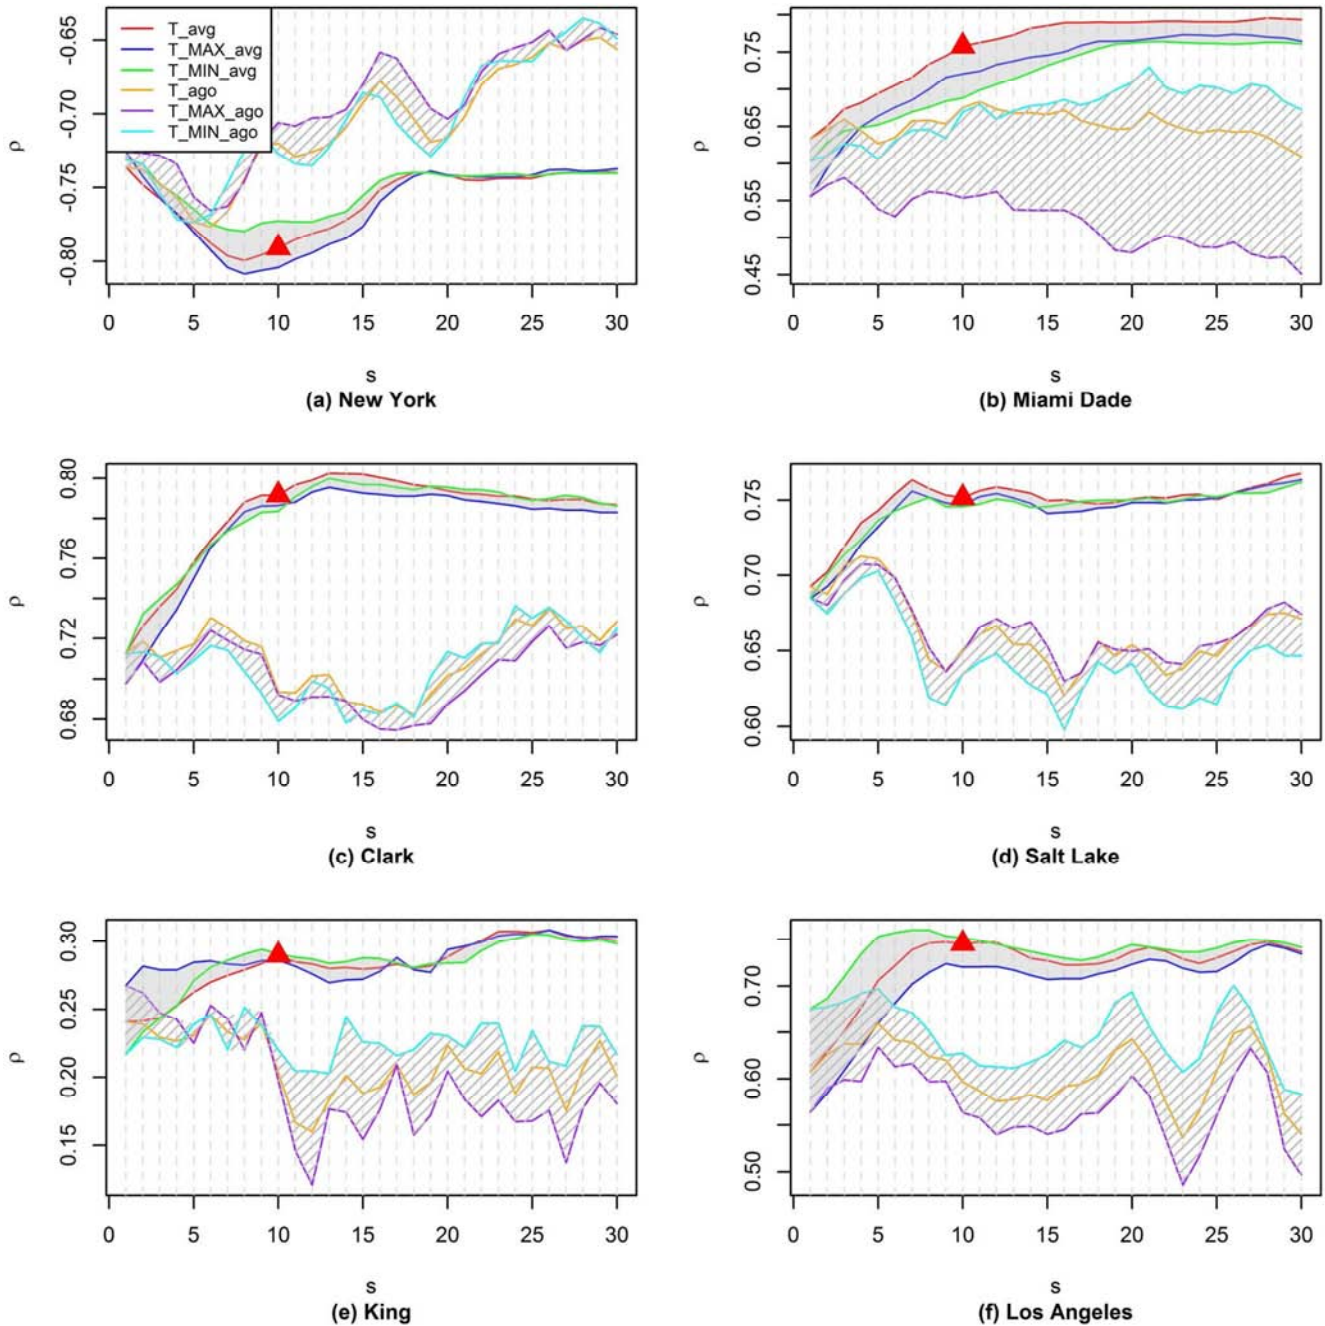 T_avg
T_MAX_avg
T_MIN_avg
T_ago
T_MAX_ago
T_MIN_ago
-0.65
-0.70
-0.75
-0.80
ρ
0 5 10 15 20 25 30
s
(a) New York
0.75
0.65
0.55
0.45
ρ
0 5 10 15 20 25 30
s
(b) Miami Dade
0.80
0.76
0.72
0.68
ρ
0 5 10 15 20 25 30
s
(c) Clark
0.75
0.70
0.65
0.60
ρ
0 5 10 15 20 25 30
s
(d) Salt Lake
0.30
0.25
0.20
0.15
ρ
0 5 10 15 20 25 30
s
(e) King
0.70
0.60
0.50
ρ
0 5 10 15 20 25 30
s
(f) Los Angeles